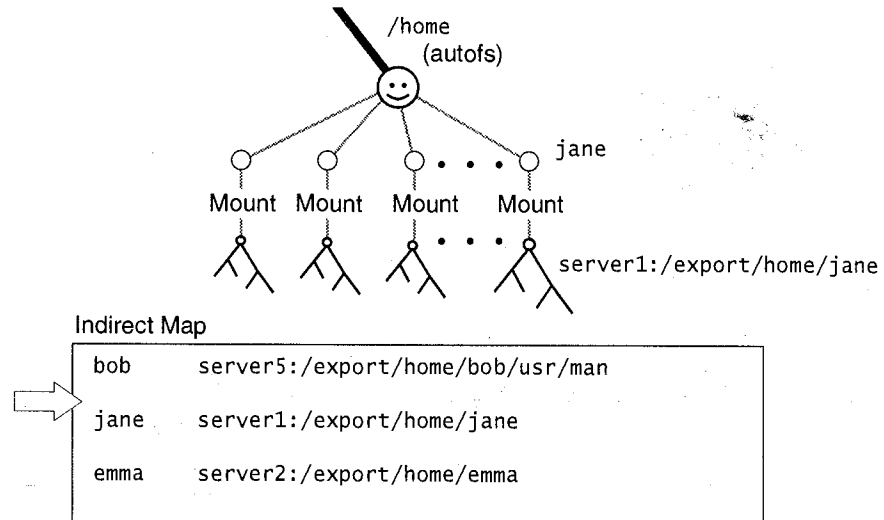 /home
(autofs)
jane
Mount Mount Mount Mount
server1:/export/home/jane
Indirect Map
bob server5:/export/home/bob/usr/man
jane server1:/export/home/jane
emma server2:/export/home/emma